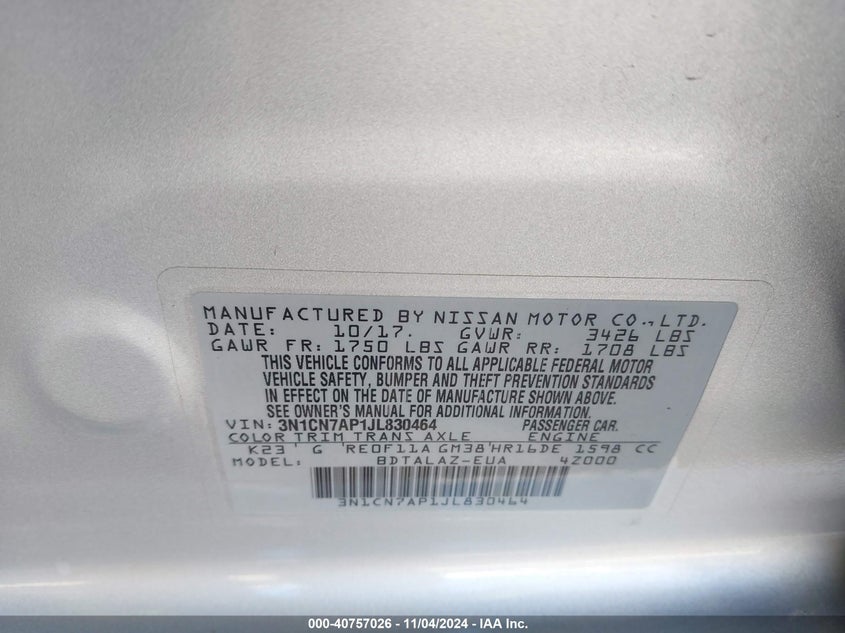 MANUFACTURED BY NISSAN MOTOR CO., LTD.
DATE: 10/17. GVWR: 3426 LBS
GAWR FR: 1750 LBS GAWR RR: 1708 LBS
THIS VEHICLE CONFORMS TO ALL APPLICABLE FEDERAL MOTOR
VEHICLE SAFETY, BUMPER AND THEFT PREVENTION STANDARDS
IN EFFECT ON THE DATE OF MANUFACTURE SHOWN ABOVE.
SEE OWNER'S MANUAL FOR ADDITIONAL INFORMATION.
VIN: 3N1CN7AP1JL830464 PASSENGER CAR.
COLOR TRIM TRANS AXLE ENGINE
K23 ' G 'RE0F11A GM38'HR16DE 1598 CC
MODEL: BDTALAZ-EUA 4Z000
3N1CN7AP1JL830464
000-40757026 - 11/04/2024 - IAA Inc.